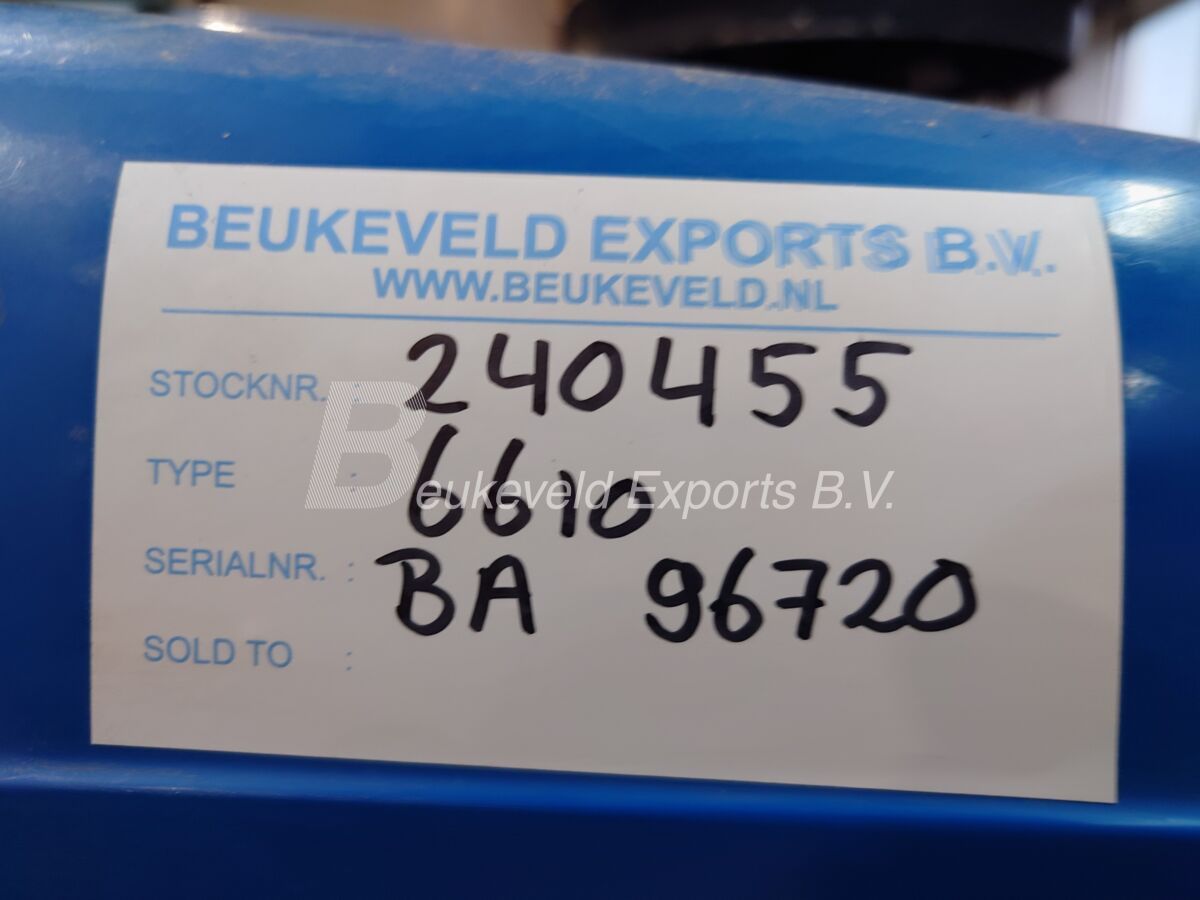 BEUKEVELD EXPORTS B.V.
WWW.BEUKEVELD.NL
STOCKNR. : 240455
TYPE : 6610
Beukeveld Exports B.V.
SERIALNR. : BA 96720
SOLD TO :